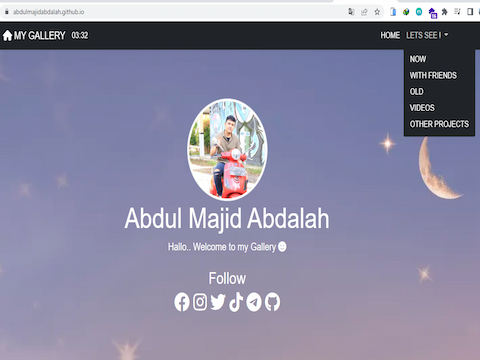 abdulmajidabdalah.github.io
MY GALLERY 03:32 HOME LETS SEE !
NOW
WITH FRIENDS
OLD
VIDEOS
OTHER PROJECTS
Abdul Majid Abdalah
Hallo.. Welcome to my Gallery
Follow